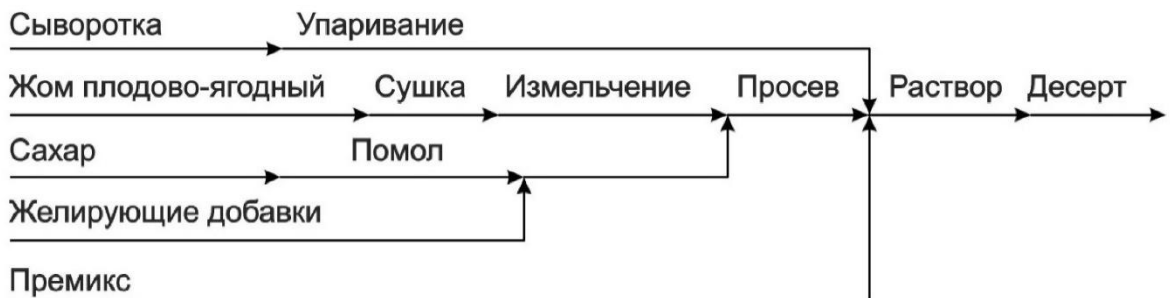 Сыворотка Упаривание
Жом плодово-ягодный Сушка Измельчение Просев Раствор Десерт
Сахар Помол
Желирующие добавки
Премикс